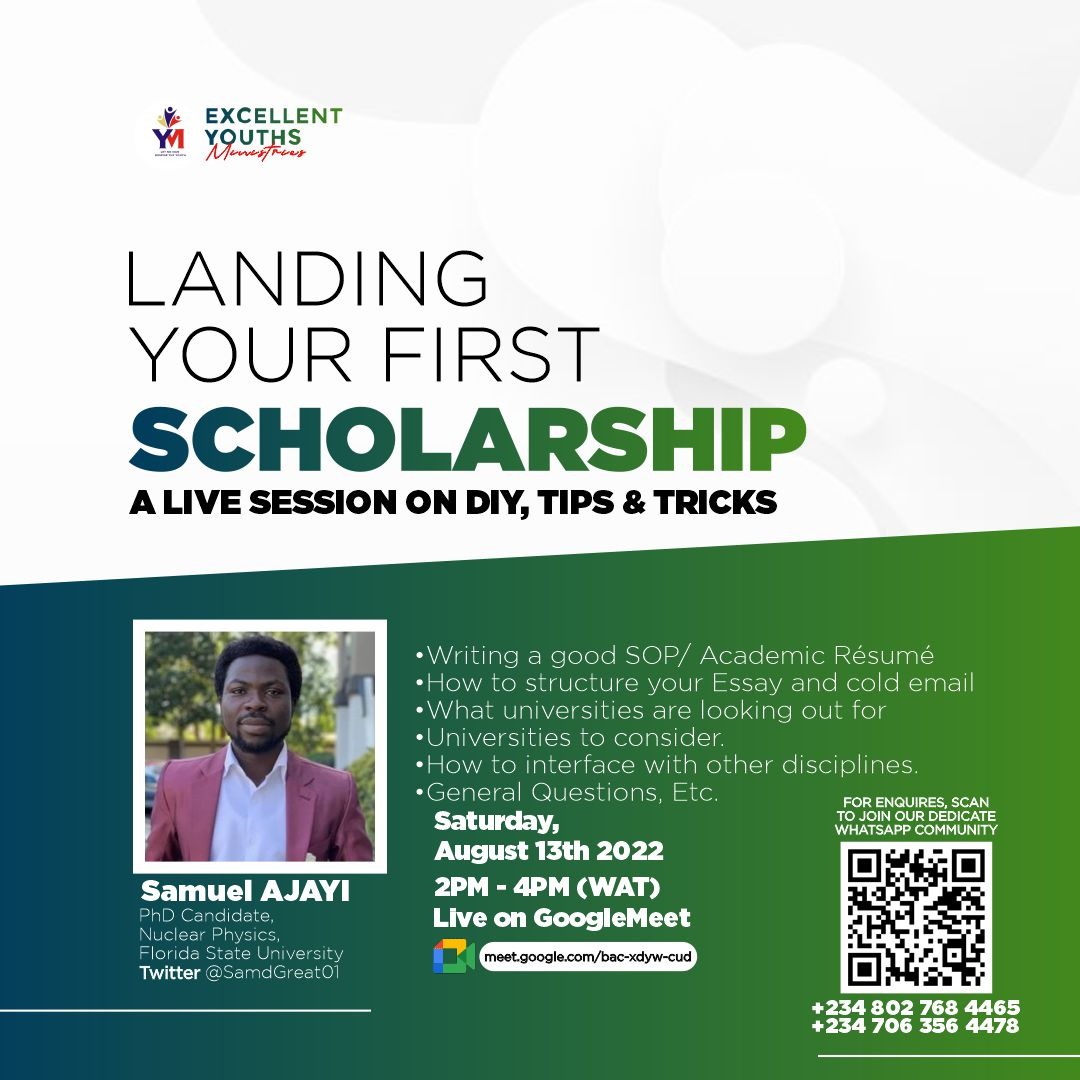 EXCELLENT
YOUTHS
Ministries
YM
LANDING
YOUR FIRST
SCHOLARSHIP
A LIVE SESSION ON DIY, TIPS & TRICKS
•Writing a good SOP/ Academic Résumé
•How to structure your Essay and cold email
•What universities are looking out for
•Universities to consider.
•How to interface with other disciplines.
•General Questions, Etc.
Saturday,
August 13th 2022
2PM - 4PM (WAT)
Live on GoogleMeet
meet.google.com/bac-xdyw-cud
Samuel AJAYI
PhD Candidate,
Nuclear Physics,
Florida State University
Twitter @SamdGreat01
FOR ENQUIRES, SCAN
TO JOIN OUR DEDICATE
WHATSAPP COMMUNITY
+234 802 768 4465
+234 706 356 4478